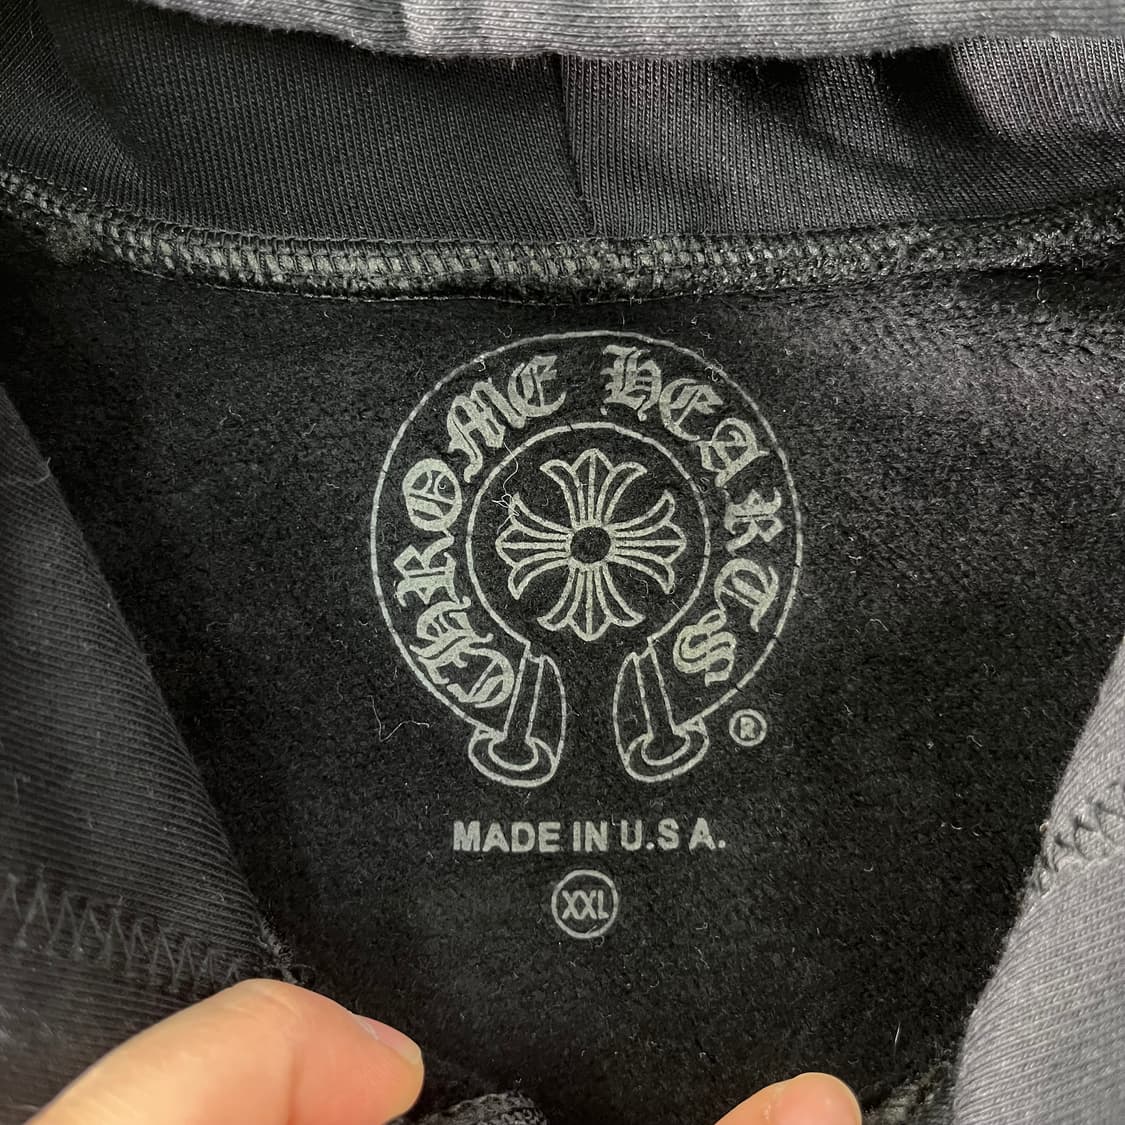 CHROME HEARTS
®
MADE IN U.S A.
XXL